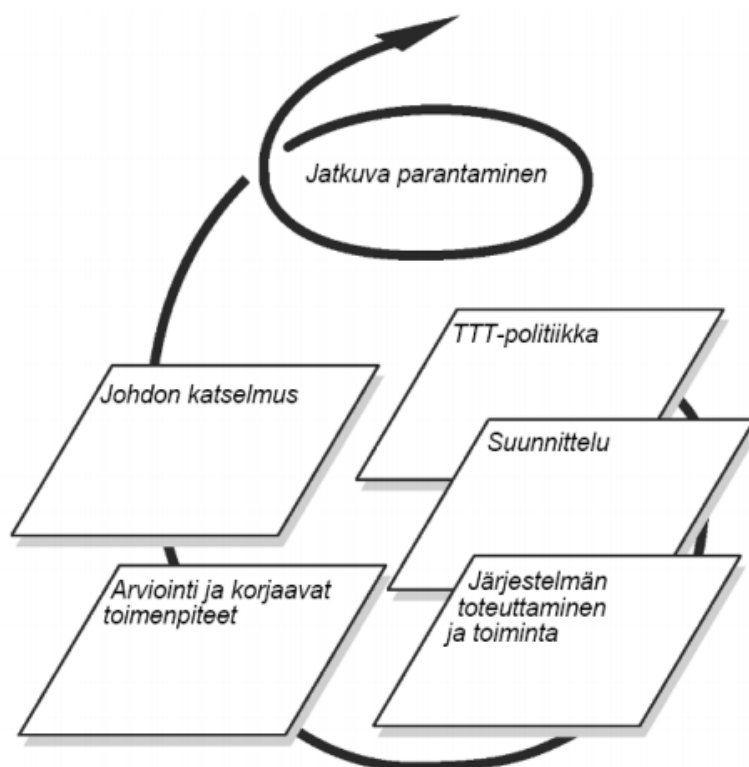 Jatkuva parantaminen
TTT-politiikka
Johdon katselmus
Suunnittelu
Arviointi ja korjaavat
toimenpiteet
Järjestelmän
toteuttaminen
ja toiminta